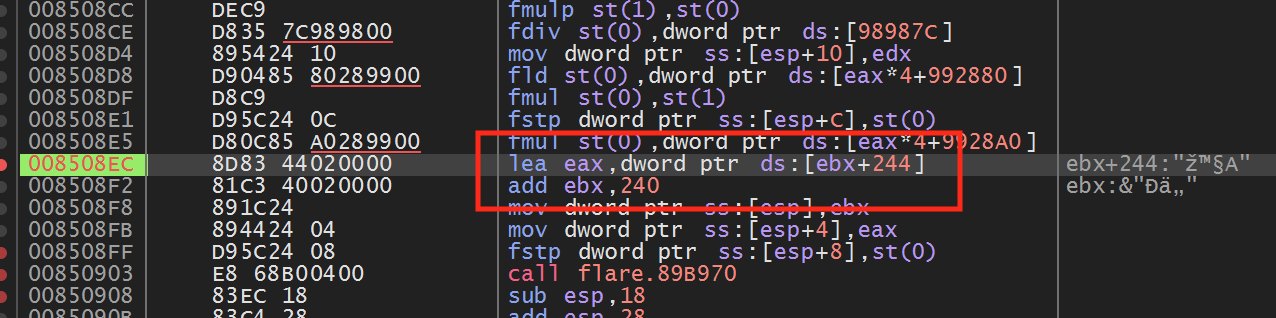 008508CC DEC9 fmulp st(1),st(0)
008508CE D835 7C989800 fdiv st(0),dword ptr ds:[98987C]
008508D4 895424 10 mov dword ptr ss:[esp+10],edx
008508D8 D90485 80289900 fld st(0),dword ptr ds:[eax*4+992880]
008508DF D8C9 fmul st(0),st(1)
008508E1 D95C24 0C fstp dword ptr ss:[esp+C],st(0)
008508E5 D80C85 A0289900 fmul st(0),dword ptr ds:[eax*4+9928A0]
008508EC 8D83 44020000 lea eax,dword ptr ds:[ebx+244] ebx+244:"ž™§A"
008508F2 81C3 40020000 add ebx,240 ebx:&"Ðä„"
008508F8 891C24 mov dword ptr ss:[esp],ebx
008508FB 894424 04 mov dword ptr ss:[esp+4],eax
008508FF D95C24 08 fstp dword ptr ss:[esp+8],st(0)
00850903 E8 68B00400 call flare.89B970
00850908 83EC 18 sub esp,18
0085090B 83C4 28 add esp,28